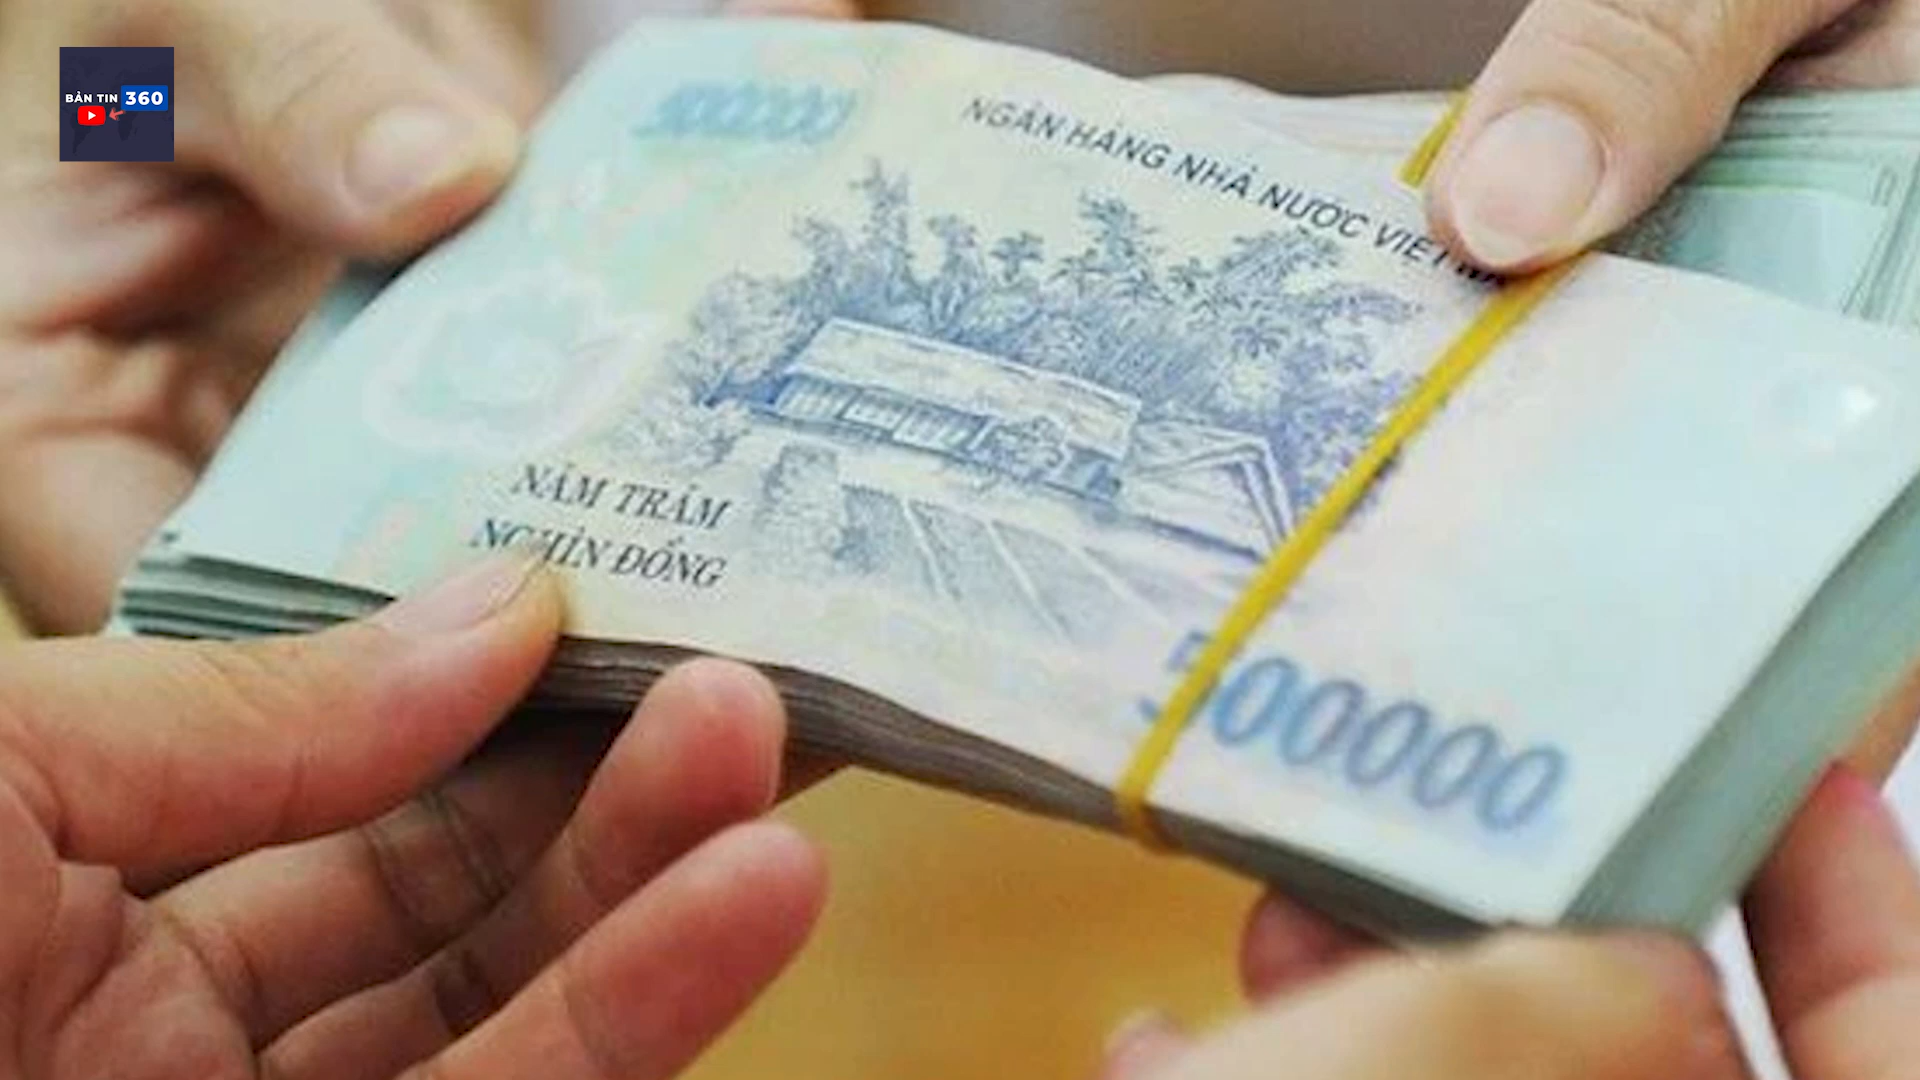 BẢN TIN 360
NGÂN HÀNG NHÀ NƯỚC VIỆT
NĂM TRĂM
NGHÌN ĐỒNG
500000